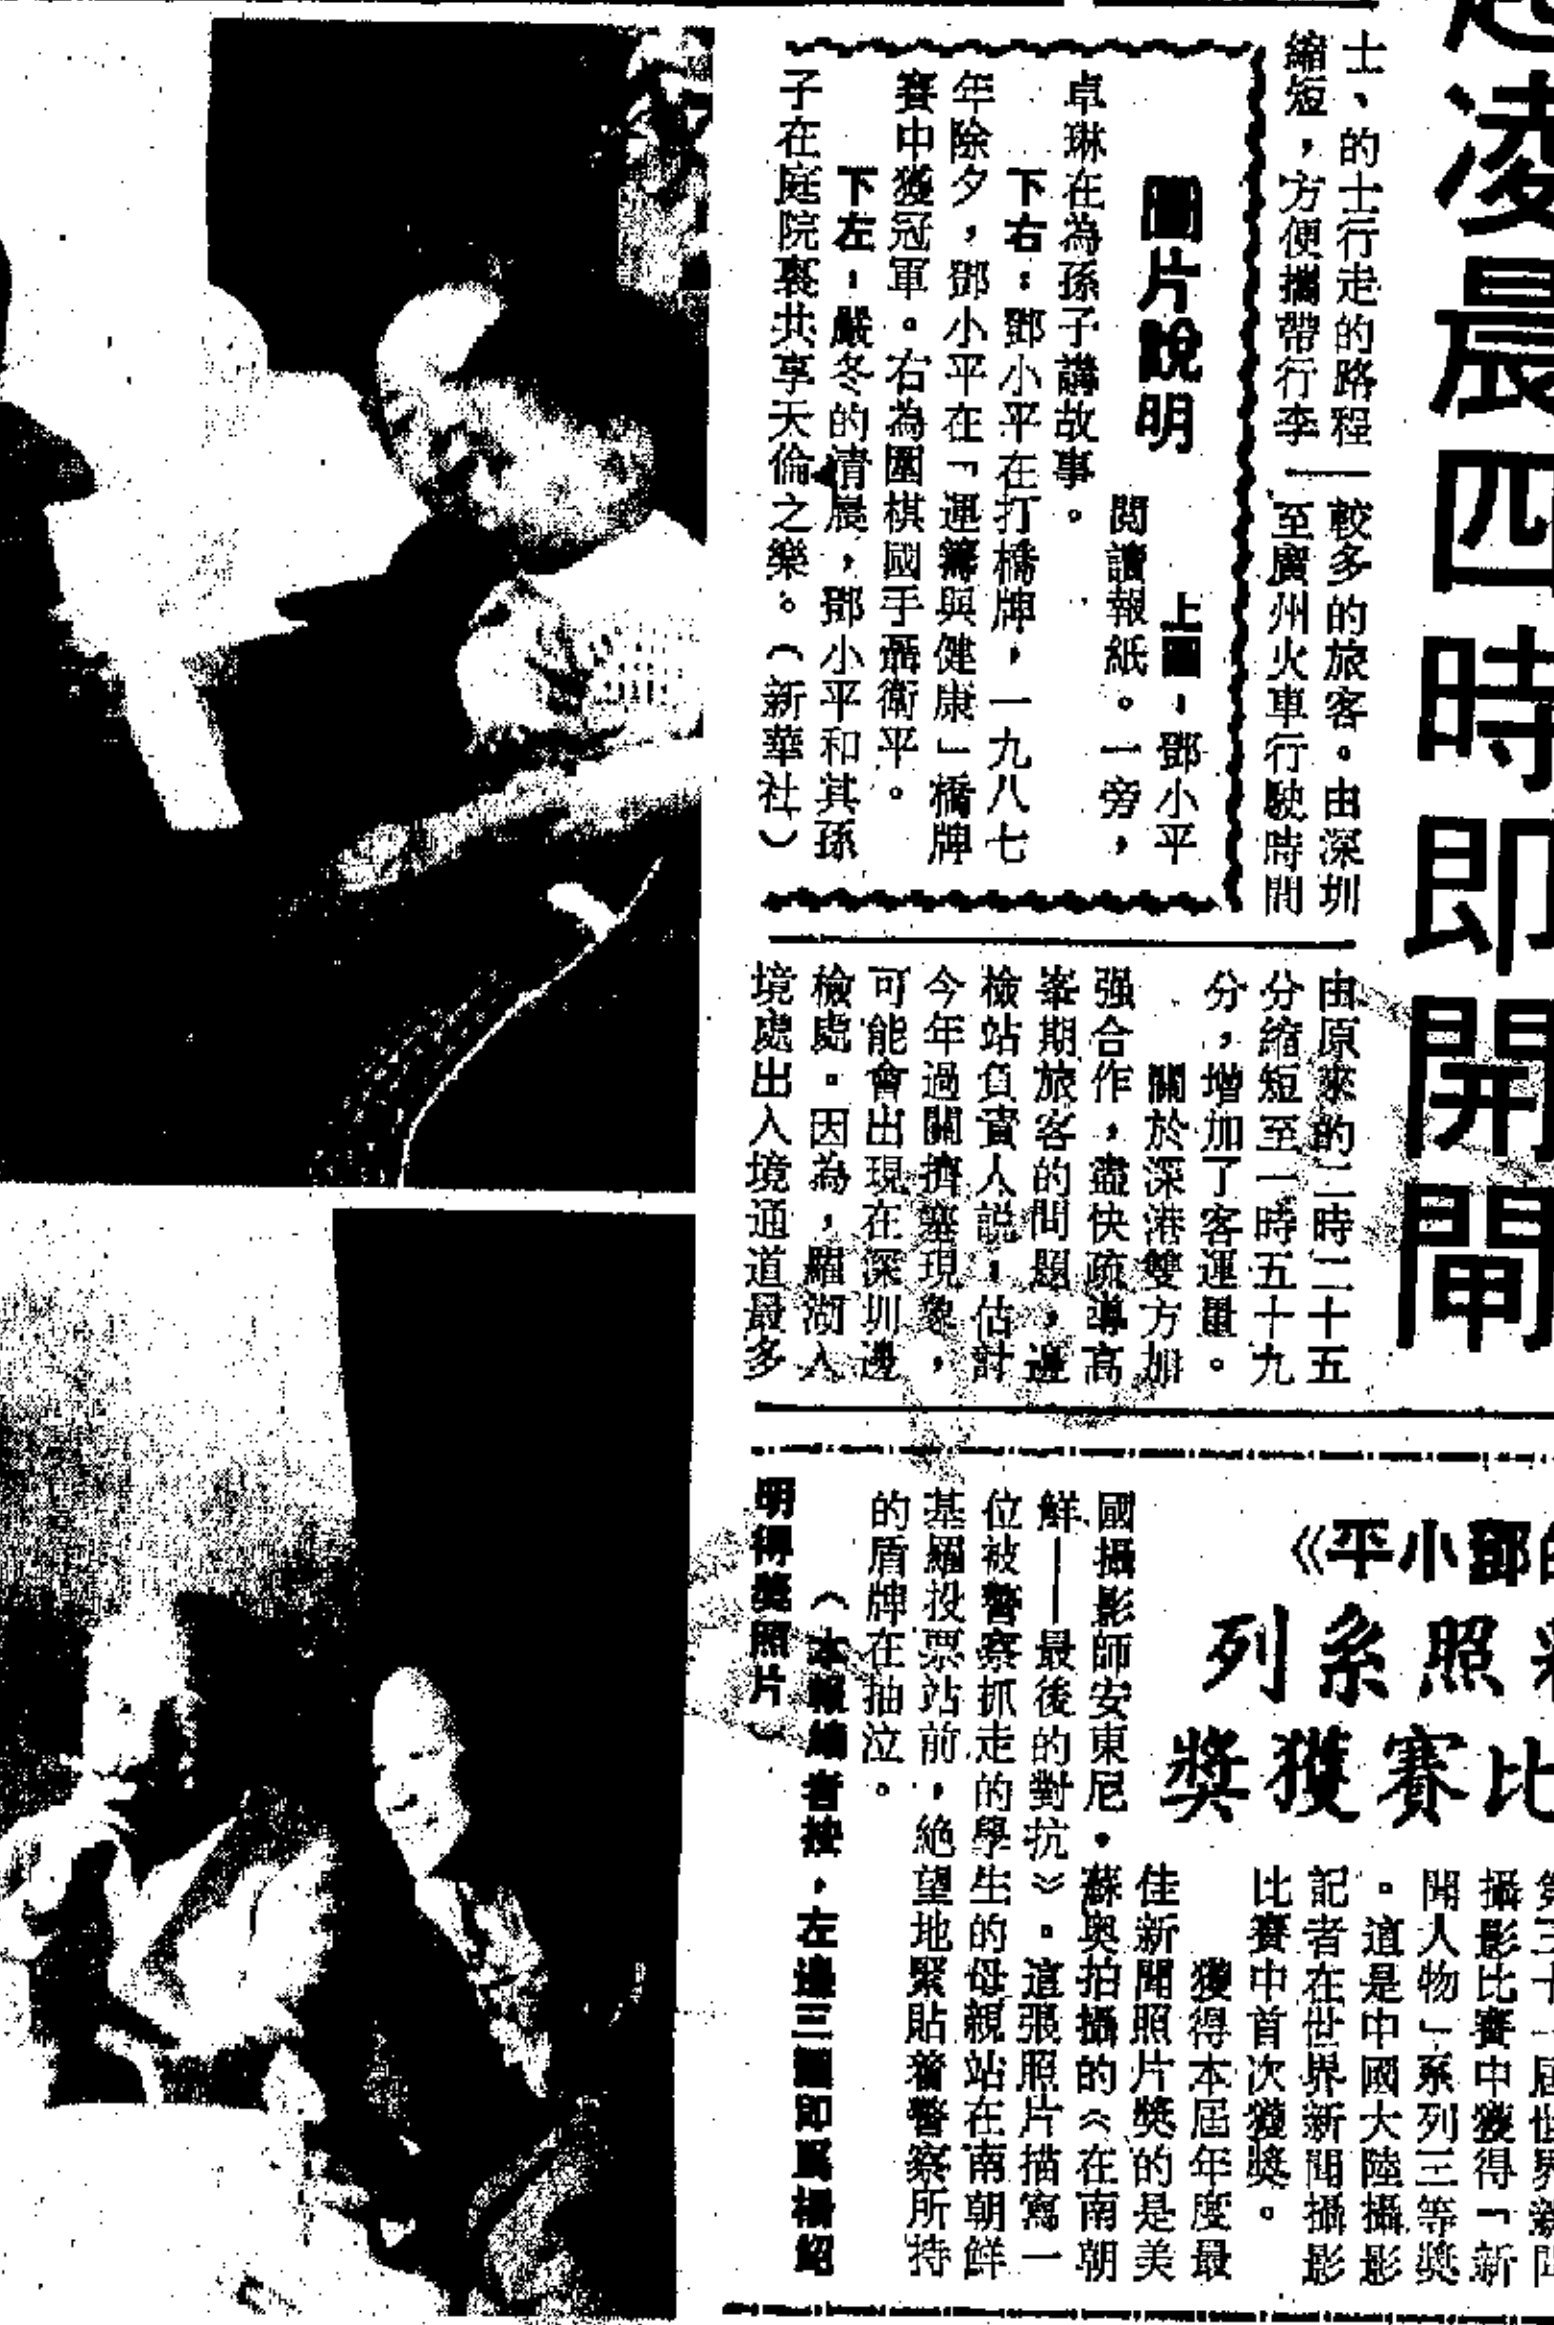 凌晨四時即開閘
士、的士行走的路程
縮短，方便攜帶行李
較多的旅客。由深圳
至廣州火車行駛時間
由原來的二時二十五
分縮短至一時五十九
分，增加了客運量。
關於深港雙方加
强合作，盡快疏導高
峯期旅客的問題，邊
檢站負責人説，估計
今年過關擠塞現象，
可能會出現在深圳邊
檢處。因為，羅湖入
境處出入境通道最多
圖片說明
上圖，鄧小平
閱讀報紙。一旁，
卓琳在為孫子講故事。
下右：鄧小平在打橋牌，一九八七
年除夕，鄧小平在「運籌與健康」橋牌
賽中獲冠軍。右為圍棋國手聶衛平。
下左：嚴冬的清晨，鄧小平和其孫
子在庭院裏共享天倫之樂。（新華社）
《平小鄧
列系照
獎獲賽比
第三十一屆世界新聞
攝影比賽中獲得「新
聞人物」系列三等獎
。這是中國大陸攝影
記者在世界新聞攝影
比賽中首次獲獎。
獲得本屆年度最
佳新聞照片獎的是美
國攝影師安東尼・蘇奧拍攝的《在南朝
鮮——最後的對抗》。這張照片描寫一
位被警察抓走的學生的母親站在南朝鮮
基羅投票站前，絕望地緊貼着警察所持
的盾牌在抽泣。
（本報編者按，左邊三圖即為楊紹
明得獎照片）